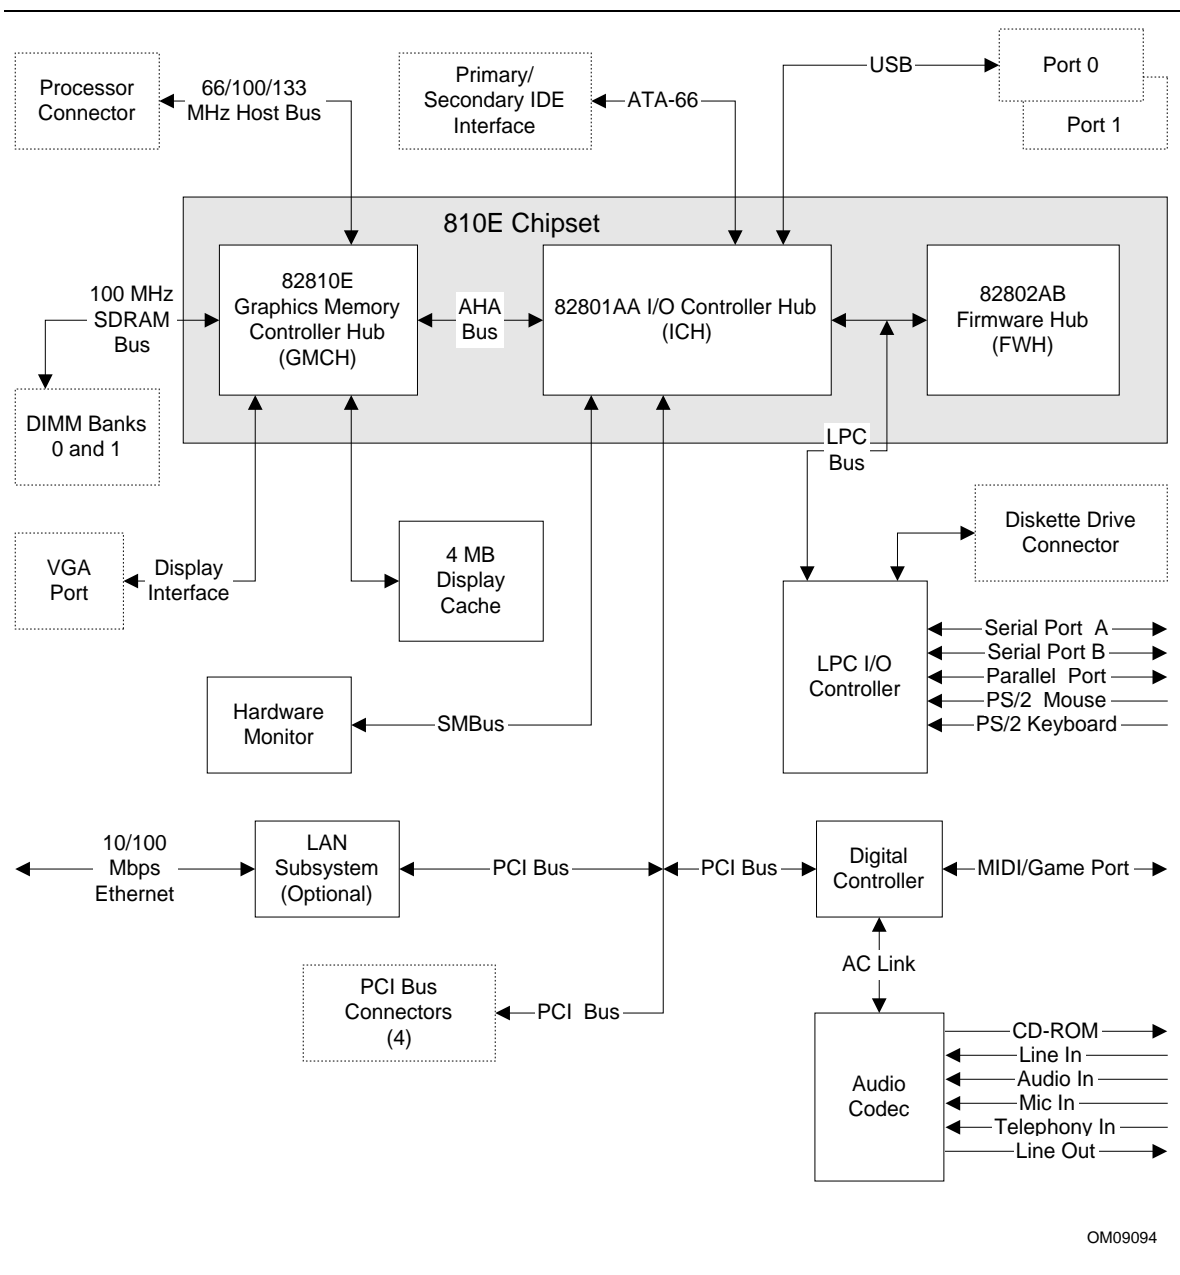 Processor
Connector
66/100/133
MHz Host Bus
Primary/
Secondary IDE
Interface
ATA-66
USB
Port 0
Port 1
810E Chipset
100 MHz
SDRAM
Bus
82810E
Graphics Memory
Controller Hub
(GMCH)
AHA
Bus
82801AA I/O Controller Hub
(ICH)
82802AB
Firmware Hub
(FWH)
DIMM Banks
0 and 1
LPC
Bus
VGA
Port
Display
Interface
4 MB
Display
Cache
Diskette Drive
Connector
LPC I/O
Controller
Serial Port A
Serial Port B
Parallel Port
PS/2 Mouse
PS/2 Keyboard
Hardware
Monitor
SMBus
10/100
Mbps
Ethernet
LAN
Subsystem
(Optional)
PCI Bus
PCI Bus
Digital
Controller
MIDI/Game Port
AC Link
PCI Bus
Connectors
(4)
PCI Bus
Audio
Codec
CD-ROM
Line In
Audio In
Mic In
Telephony In
Line Out
OM09094